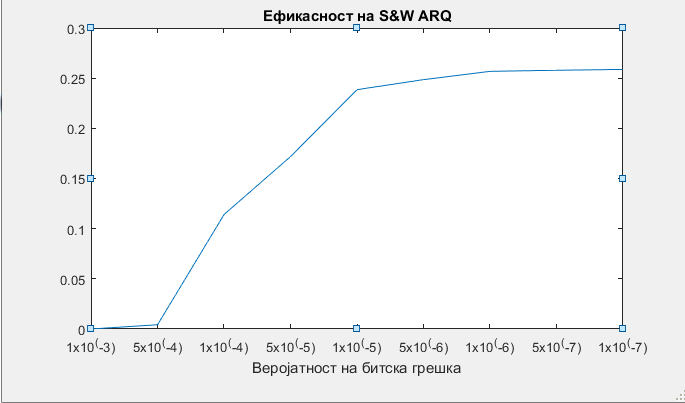 Ефикасност на S&W ARQ
0.3
0.25
0.2
0.15
0.1
0.05
0
1x10(-3) 5x10(-4) 1x10(-4) 5x10(-5) 1x10(-5) 5x10(-6) 1x10(-6) 5x10(-7) 1x10(-7)
Веројатност на битска грешка